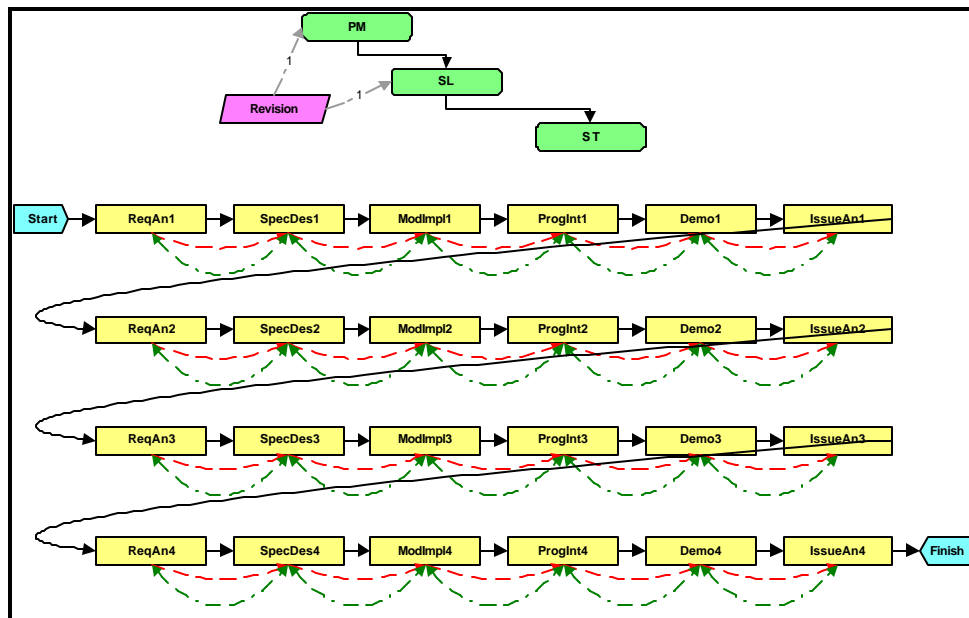 PM
1
SL
1
Revision
ST
Start
ReqAn1
SpecDes1
ModImpl1
ProgInt1
Demo1
IssueAn1
ReqAn2
SpecDes2
ModImpl2
ProgInt2
Demo2
IssueAn2
ReqAn3
SpecDes3
ModImpl3
ProgInt3
Demo3
IssueAn3
ReqAn4
SpecDes4
ModImpl4
ProgInt4
Demo4
IssueAn4
Finish